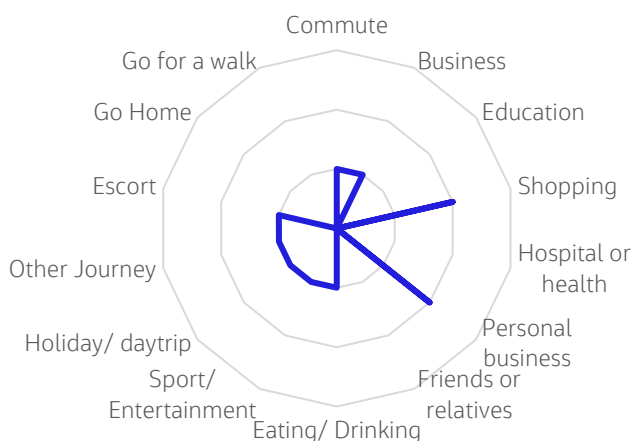 Commute
Business
Education
Shopping
Hospital or
health
Personal
business
Friends or
relatives
Eating/ Drinking
Sport/
Entertainment
Holiday/ daytrip
Other Journey
Escort
Go Home
Go for a walk